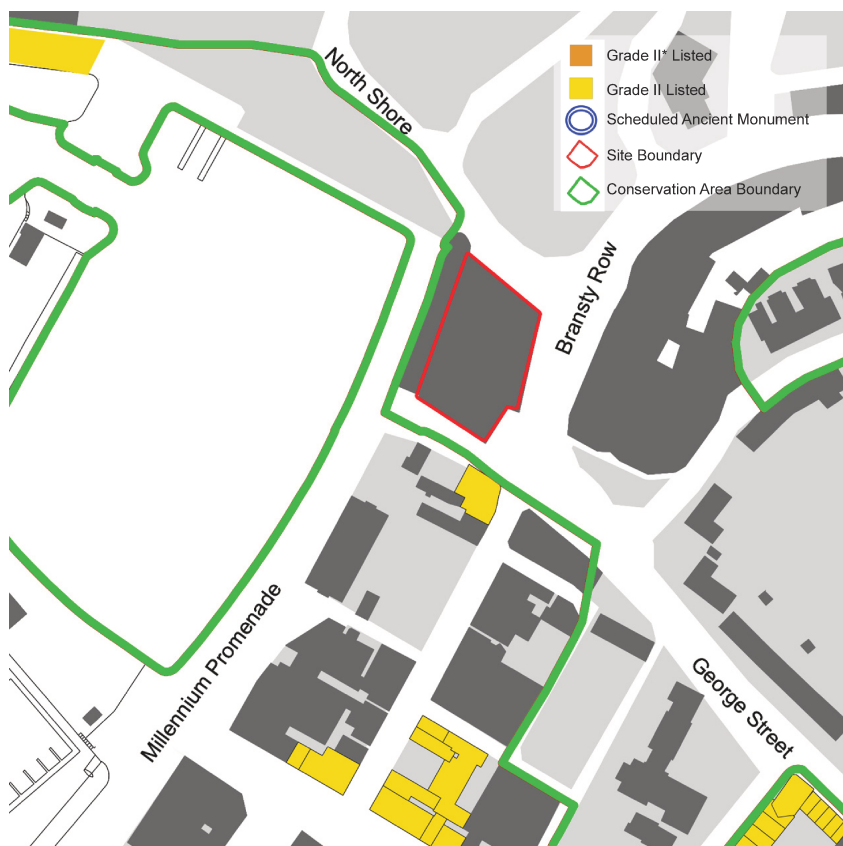 North Shore
Grade II* Listed
Grade II Listed
Scheduled Ancient Monument
Site Boundary
Conservation Area Boundary
Bransty Row
Millennium Promenade
George Street